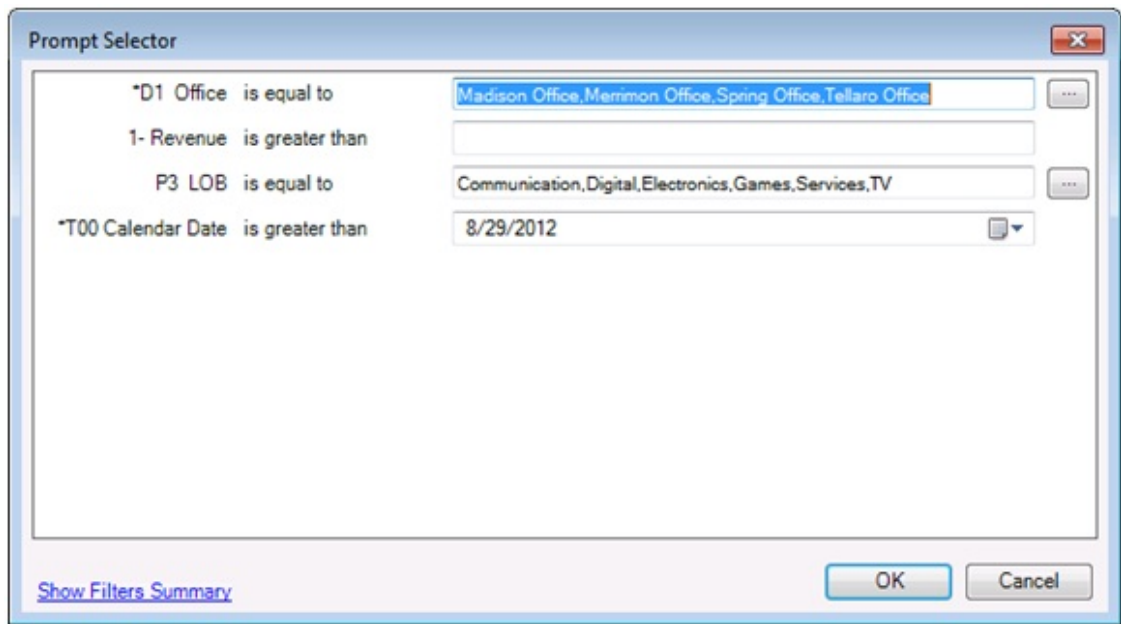 Prompt Selector
*D1 Office is equal to Madison Office,Merrimon Office,Spring Office,Tellaro Office ...
1- Revenue is greater than
P3 LOB is equal to Communication,Digital,Electronics,Games,Services,TV ...
*T00 Calendar Date is greater than 8/29/2012
Show Filters Summary OK Cancel